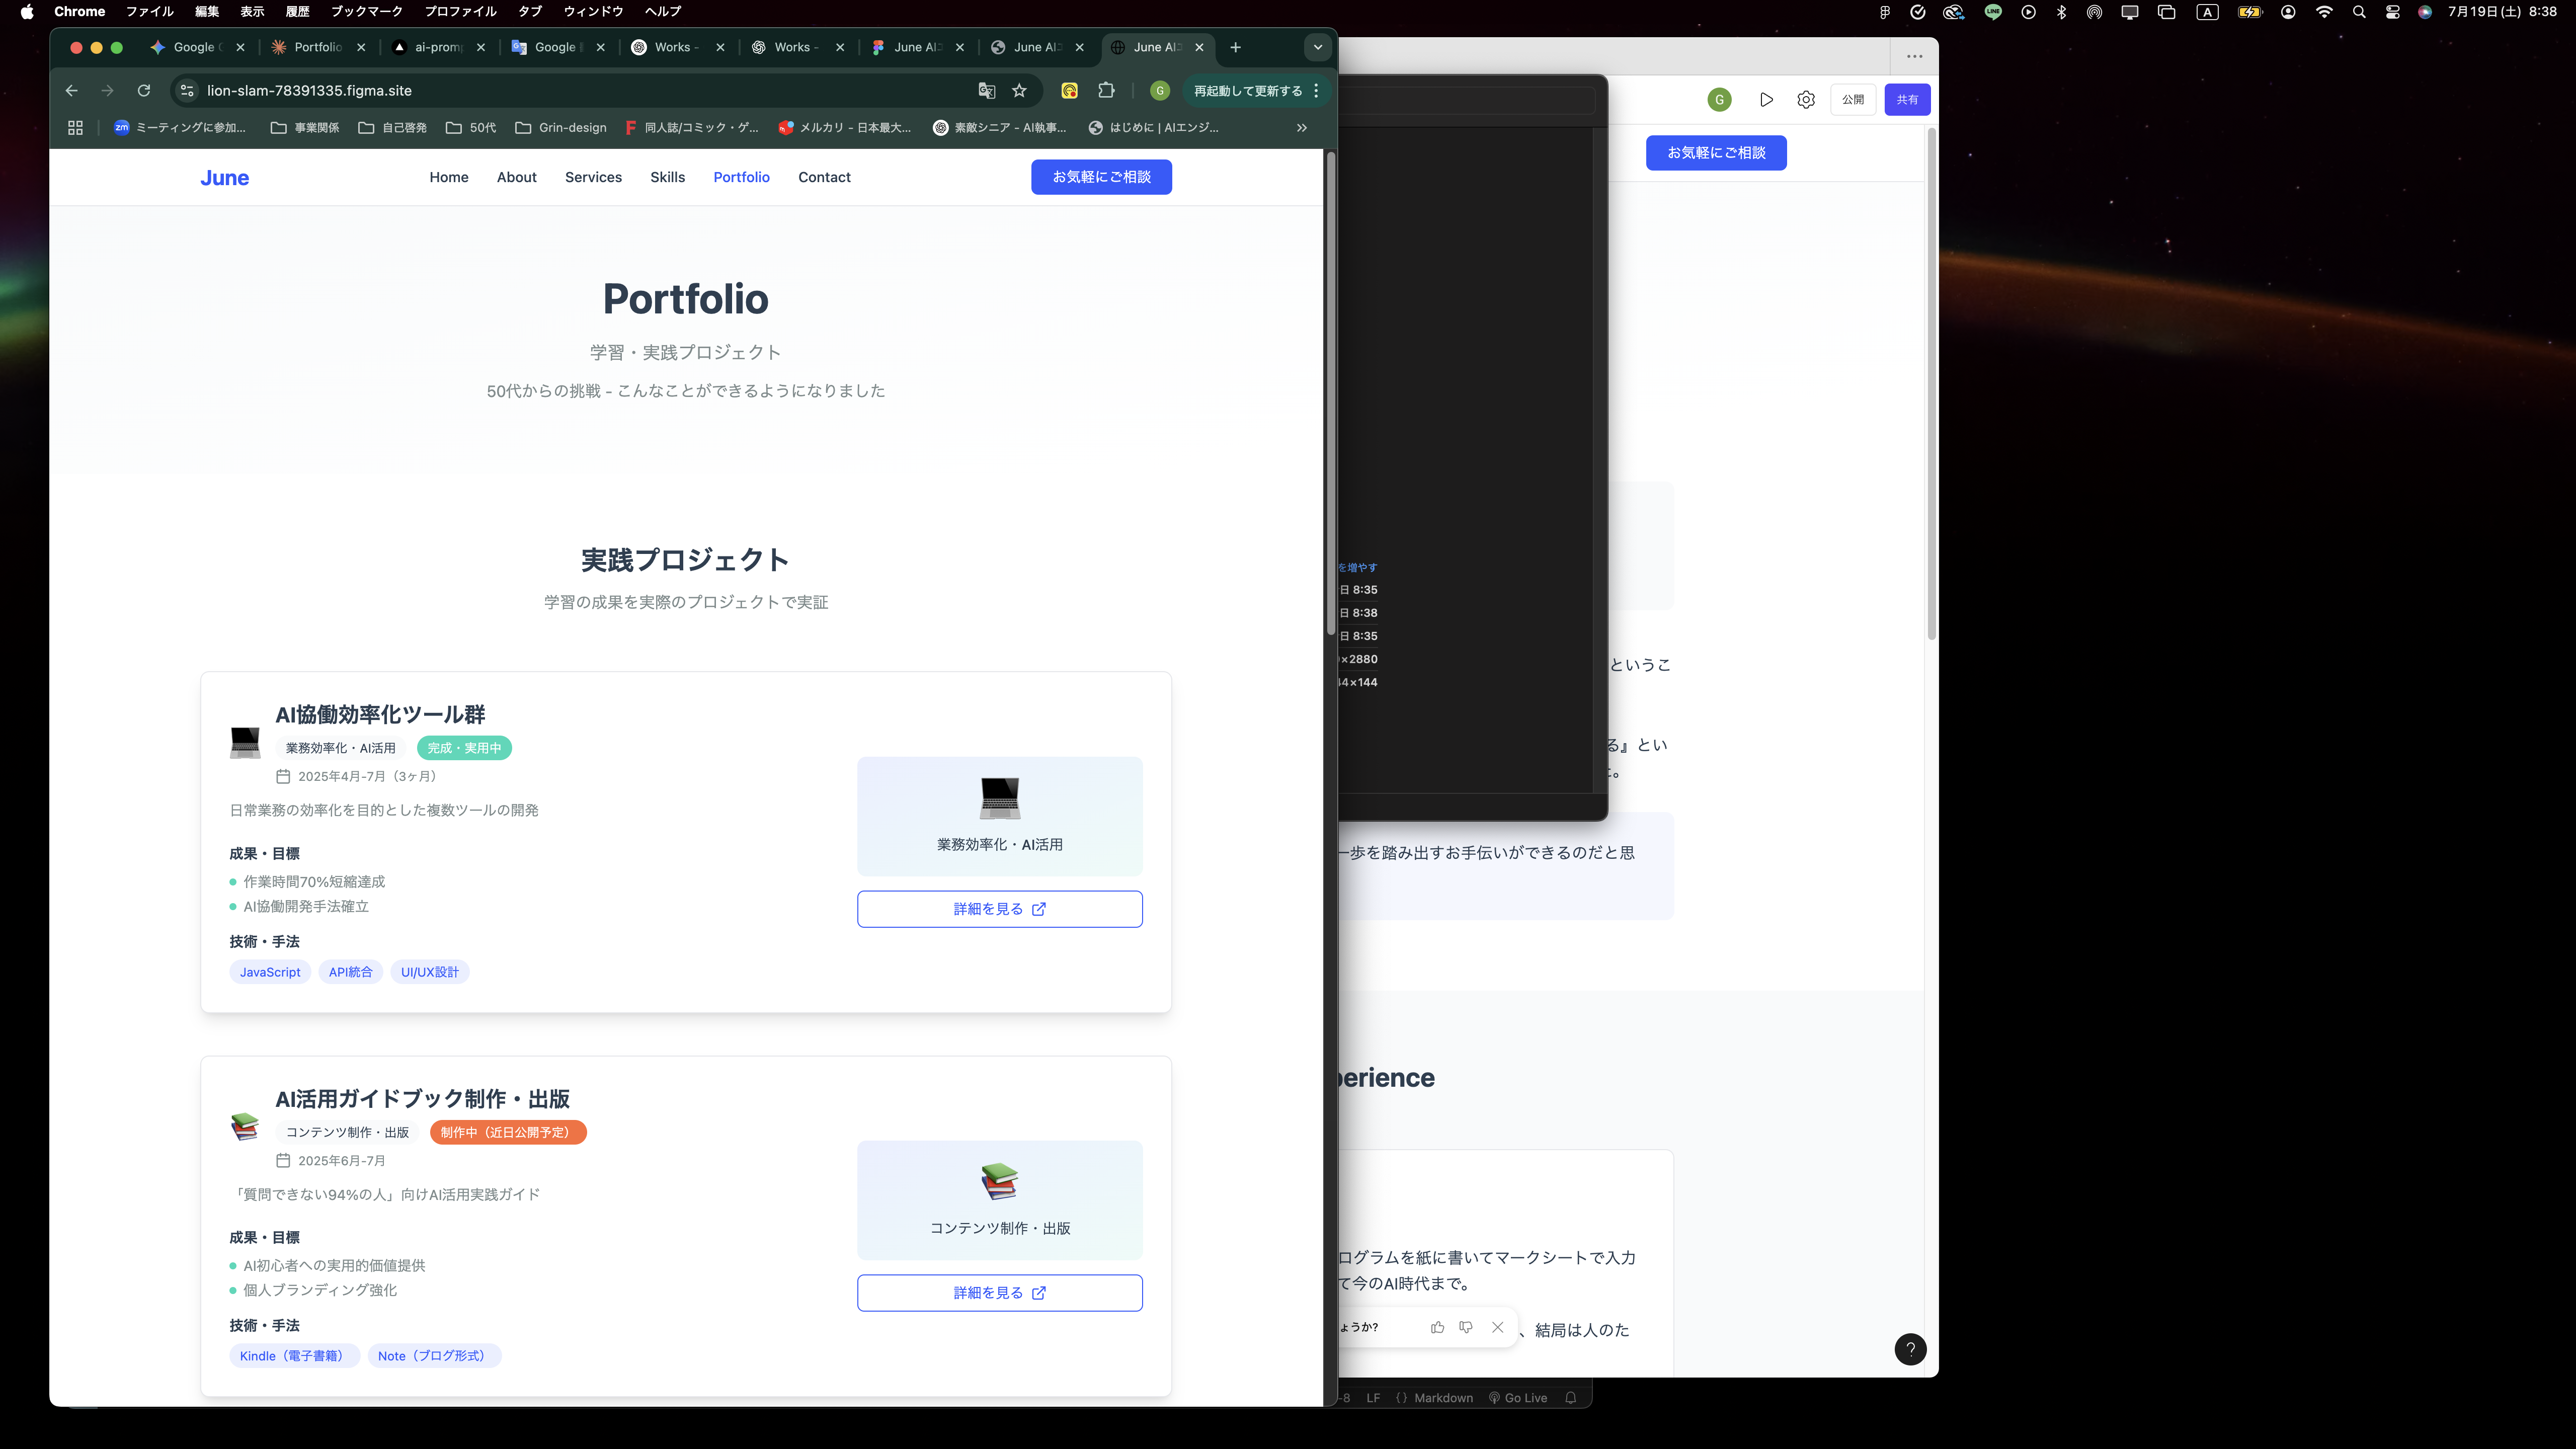 Chrome ファイル 編集 表示 履歴 ブックマーク プロファイル タブ ウィンドウ ヘルプ
LINE A 7月19日(土) 8:38
Google Portfolio ai-prom Google Works - Works - June AI June AI June AI
lion-slam-78391335.figma.site
G 再起動して更新する
zm ミーティングに参加... 事業関係 自己啓発 50代 Grin-design 同人誌/コミック・ゲ... メルカリ - 日本最大... 素敵シニア - AI執事... はじめに | AIエンジ...
June
Home About Services Skills Portfolio Contact
お気軽にご相談
Portfolio
学習・実践プロジェクト
50代からの挑戦 - こんなことができるようになりました
実践プロジェクト
学習の成果を実際のプロジェクトで実証
AI協働効率化ツール群
業務効率化・AI活用 完成・実用中
2025年4月-7月（3ヶ月）
日常業務の効率化を目的とした複数ツールの開発
成果・目標
作業時間70%短縮達成
AI協働開発手法確立
技術・手法
JavaScript API統合 UI/UX設計
業務効率化・AI活用
詳細を見る
AI活用ガイドブック制作・出版
コンテンツ制作・出版 制作中（近日公開予定）
2025年6月-7月
「質問できない94%の人」向けAI活用実践ガイド
成果・目標
AI初心者への実用的価値提供
個人ブランディング強化
技術・手法
Kindle（電子書籍） Note（ブログ形式）
コンテンツ制作・出版
詳細を見る
G 公開 共有
お気軽にご相談
を増やす
日 8:35
日 8:38
日 8:35
×2880
44×144
というこ
る』とい
。
一歩を踏み出すお手伝いができるのだと思
perience
ログラムを紙に書いてマークシートで入力
て今のAI時代まで。
ょうか?
、結局は人のた
?
-8 LF {} Markdown Go Live